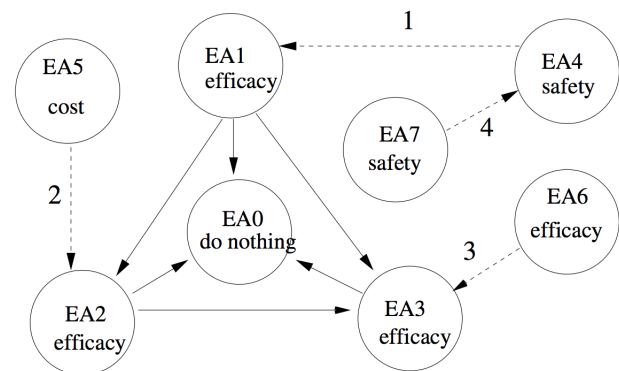 1
EA5
cost
EA1
efficacy
EA4
safety
EA7
safety
4
2
EA0
do nothing
EA6
efficacy
3
EA2
efficacy
EA3
efficacy